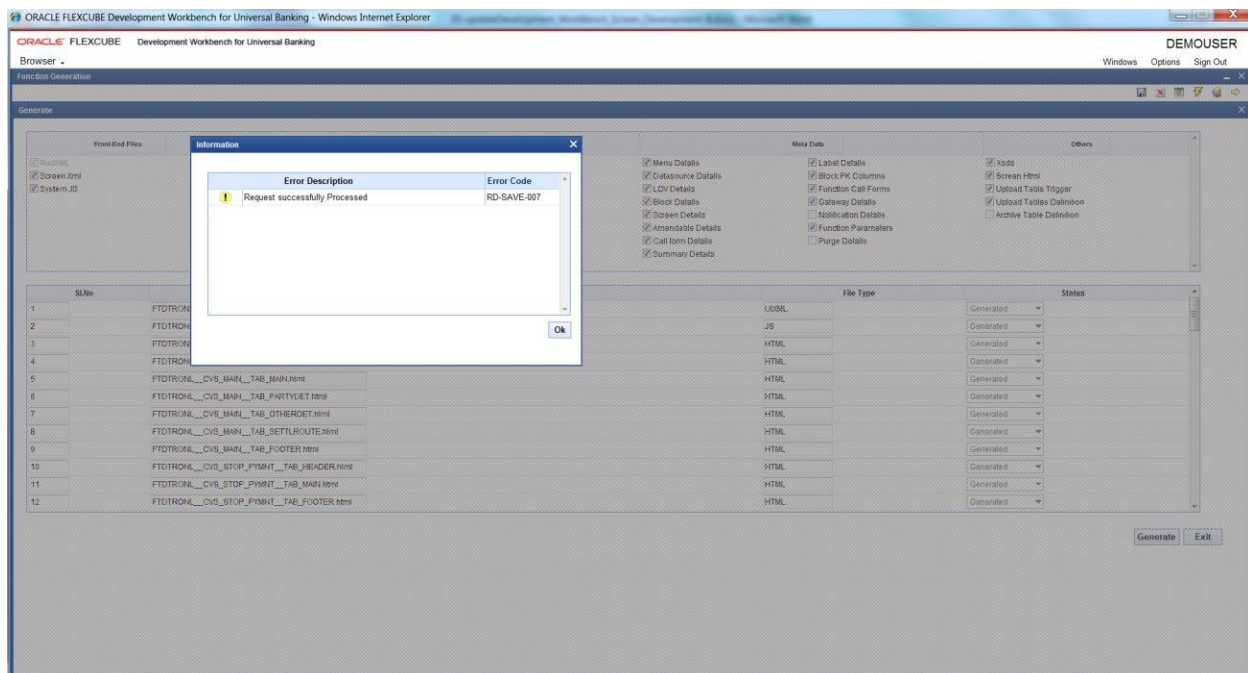 ORACLE FLEXCUBE Development Workbench for Universal Banking - Windows Internet Explorer
ORACLE FLEXCUBE Development Workbench for Universal Banking
DEMOUSER
Browser
Windows Options Sign Out
Function Generation
Generate
Front-End Files Meta Data Others
RadXML Menu Details Label Details Xsds
Screen Xml Datasource Details Block PK Columns Screen Html
System JS LOV Details Function Call Forms Upload Table Trigger
Block Details Gateway Details Upload Tables Definition
Screen Details Notification Details Archive Table Definition
Amendable Details Function Parameters
Call form Details Purge Details
Summary Details
Information
Error Description Error Code
Request successfully Processed RD-SAVE-007
Ok
Sl.No File Type Status
1 FTDTRON UIXML Generated
2 FTDTRON JS Generated
3 FTDTRON HTML Generated
4 FTDTRON HTML Generated
5 FTDTRONL__CVS_MAIN__TAB_MAIN.html HTML Generated
6 FTDTRONL__CVS_MAIN__TAB_PARTYDET.html HTML Generated
7 FTDTRONL__CVS_MAIN__TAB_OTHERDET.html HTML Generated
8 FTDTRONL__CVS_MAIN__TAB_SETTLROUTE.html HTML Generated
9 FTDTRONL__CVS_MAIN__TAB_FOOTER.html HTML Generated
10 FTDTRONL__CVS_STOP_PYMNT__TAB_HEADER.html HTML Generated
11 FTDTRONL__CVS_STOP_PYMNT__TAB_MAIN.html HTML Generated
12 FTDTRONL__CVS_STOP_PYMNT__TAB_FOOTER.html HTML Generated
Generate Exit